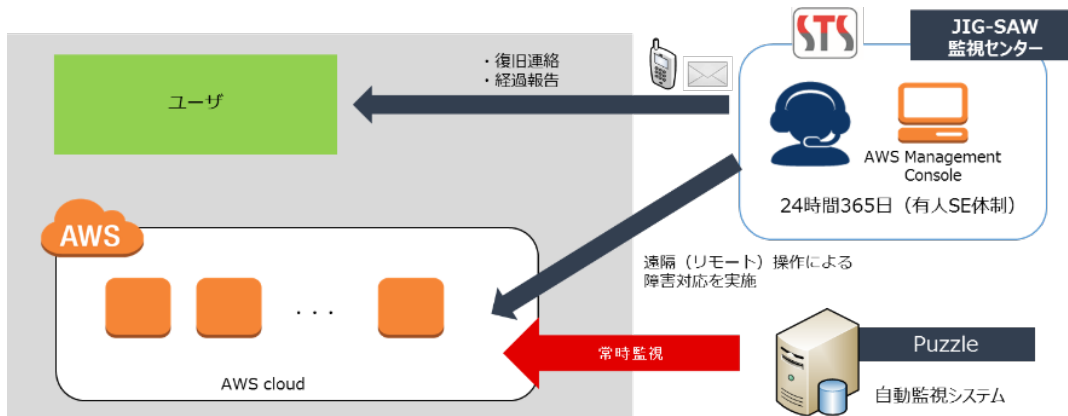 STS
JIG-SAW
監視センター
・復旧連絡
・経過報告
ユーザ
AWS Management
Console
24時間365日（有人SE体制）
AWS
遠隔（リモート）操作による
障害対応を実施
・・・
常時監視
Puzzle
AWS cloud
自動監視システム